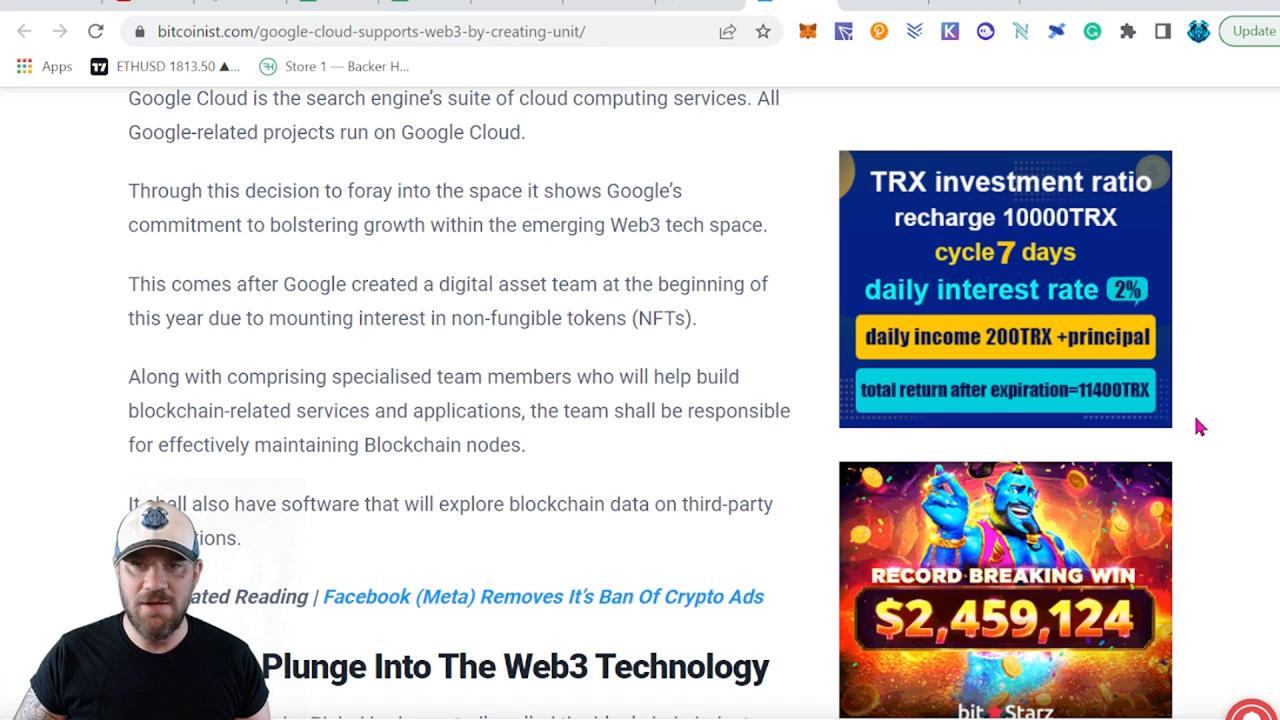 bitcoinist.com/google-cloud-supports-web3-by-creating-unit/
Update
Apps
ETHUSD 1813.50 ▲...
Store 1 — Backer H...
Google Cloud is the search engine's suite of cloud computing services. All
Google-related projects run on Google Cloud.
Through this decision to foray into the space it shows Google's
commitment to bolstering growth within the emerging Web3 tech space.
This comes after Google created a digital asset team at the beginning of
this year due to mounting interest in non-fungible tokens (NFTs).
Along with comprising specialised team members who will help build
blockchain-related services and applications, the team shall be responsible
for effectively maintaining Blockchain nodes.
It shall also have software that will explore blockchain data on third-party
Reading | Facebook (Meta) Removes It's Ban Of Crypto Ads
Plunge Into The Web3 Technology
TRX investment ratio
recharge 10000TRX
cycle 7 days
daily interest rate 2%
daily income 200TRX +principal
total return after expiration=11400TRX
RECORD BREAKING WIN
$2,459,124
bitStarz